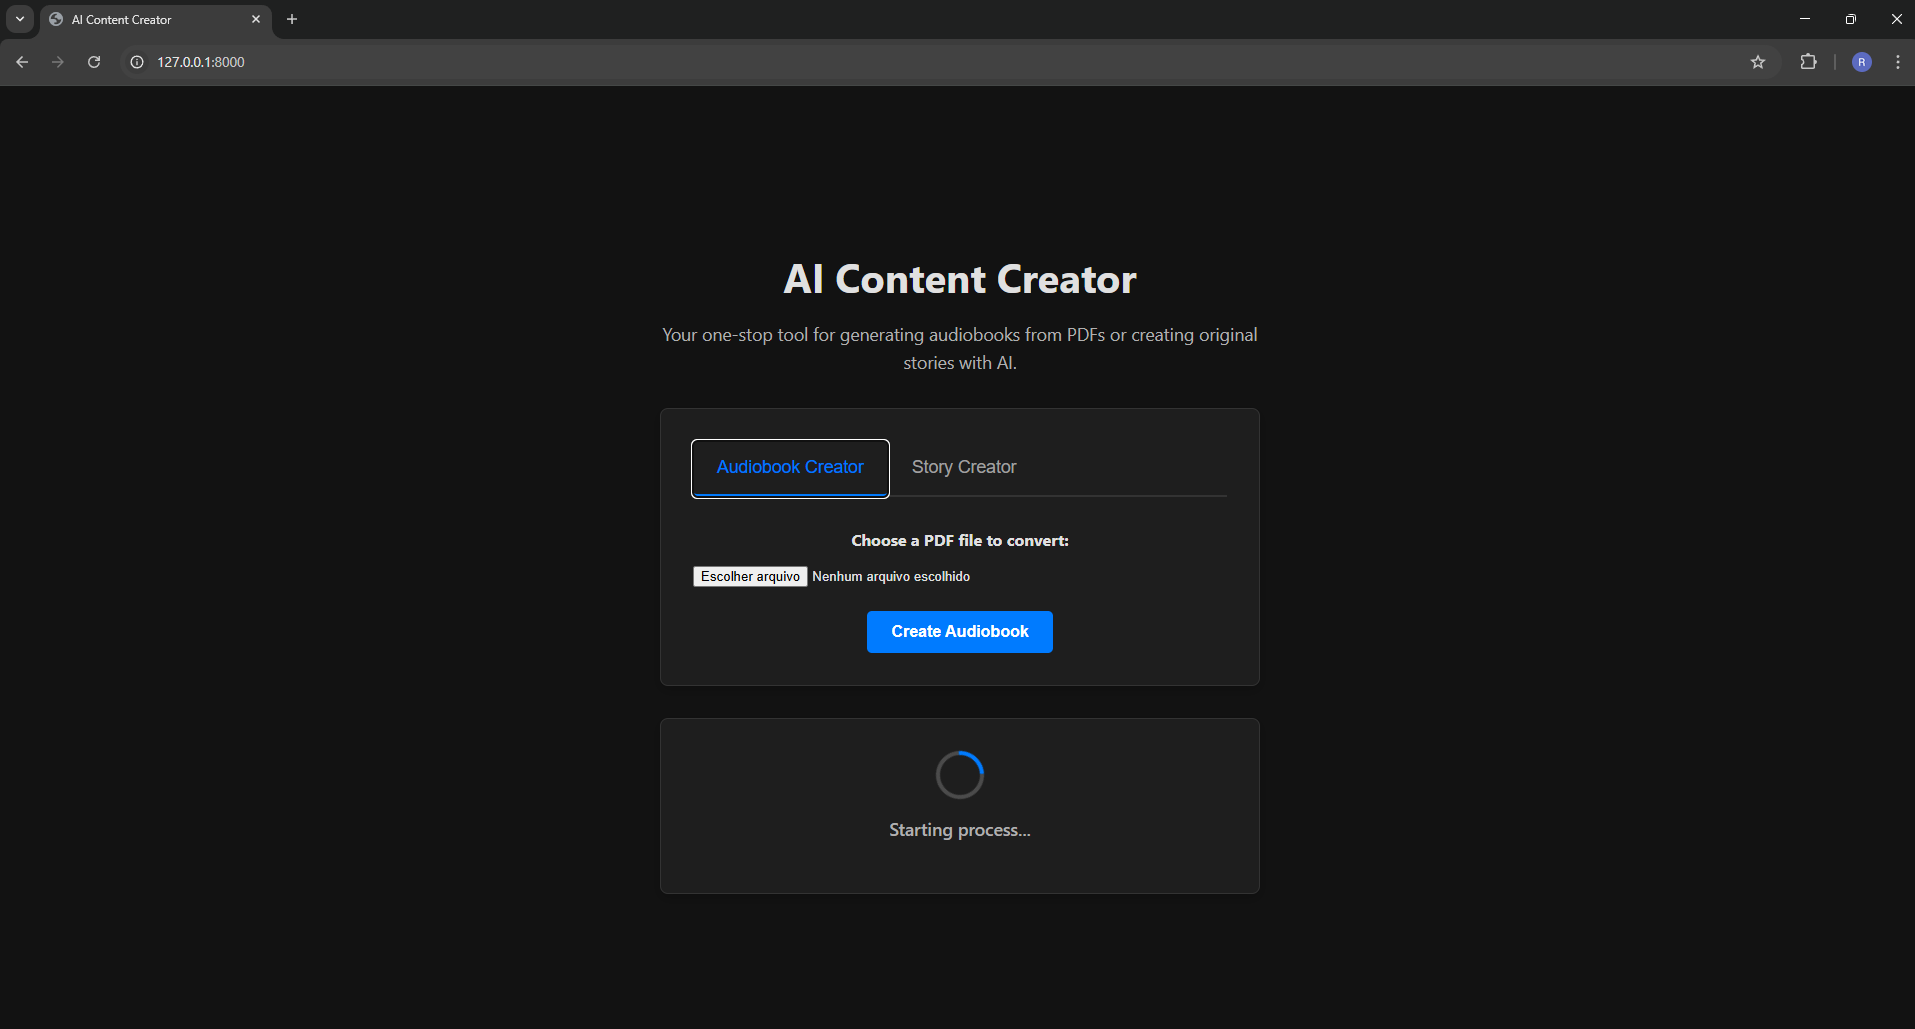 AI Content Creator
127.0.0.1:8000
R
AI Content Creator
Your one-stop tool for generating audiobooks from PDFs or creating original
stories with AI.
Audiobook Creator
Story Creator
Choose a PDF file to convert:
Escolher arquivo Nenhum arquivo escolhido
Create Audiobook
Starting process...